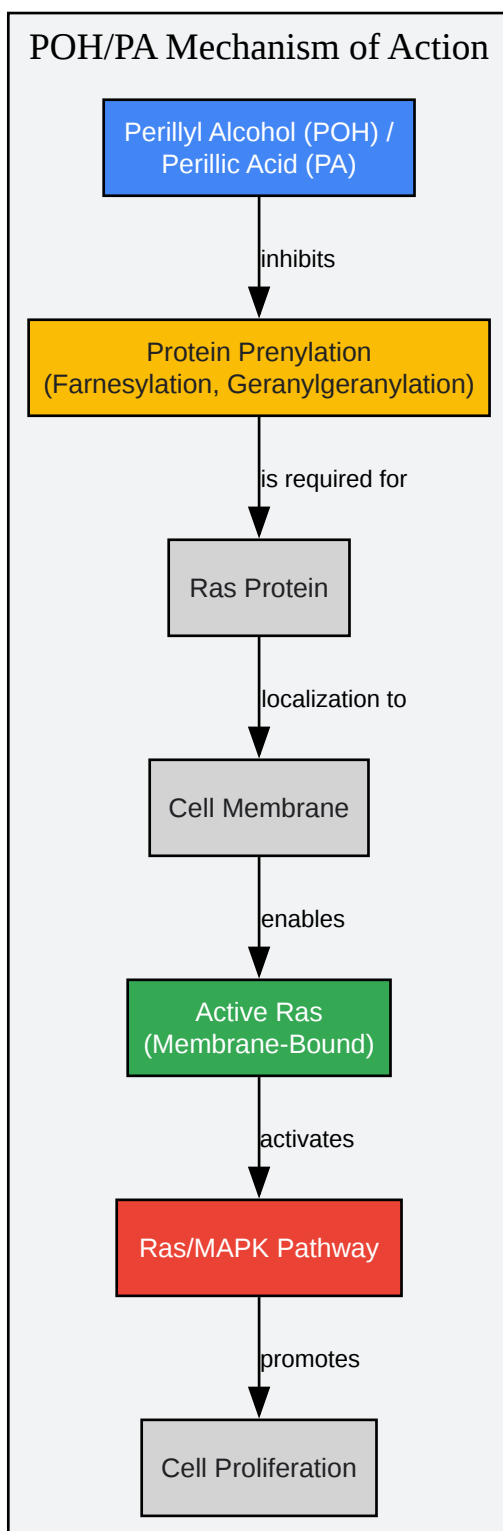 POH/PA Mechanism of Action
Perillyl Alcohol (POH) /
Perillic Acid (PA)
inhibits
Protein Prenylation
(Farnesylation, Geranylgeranylation)
is required for
Ras Protein
localization to
Cell Membrane
enables
Active Ras
(Membrane-Bound)
activates
Ras/MAPK Pathway
promotes
Cell Proliferation